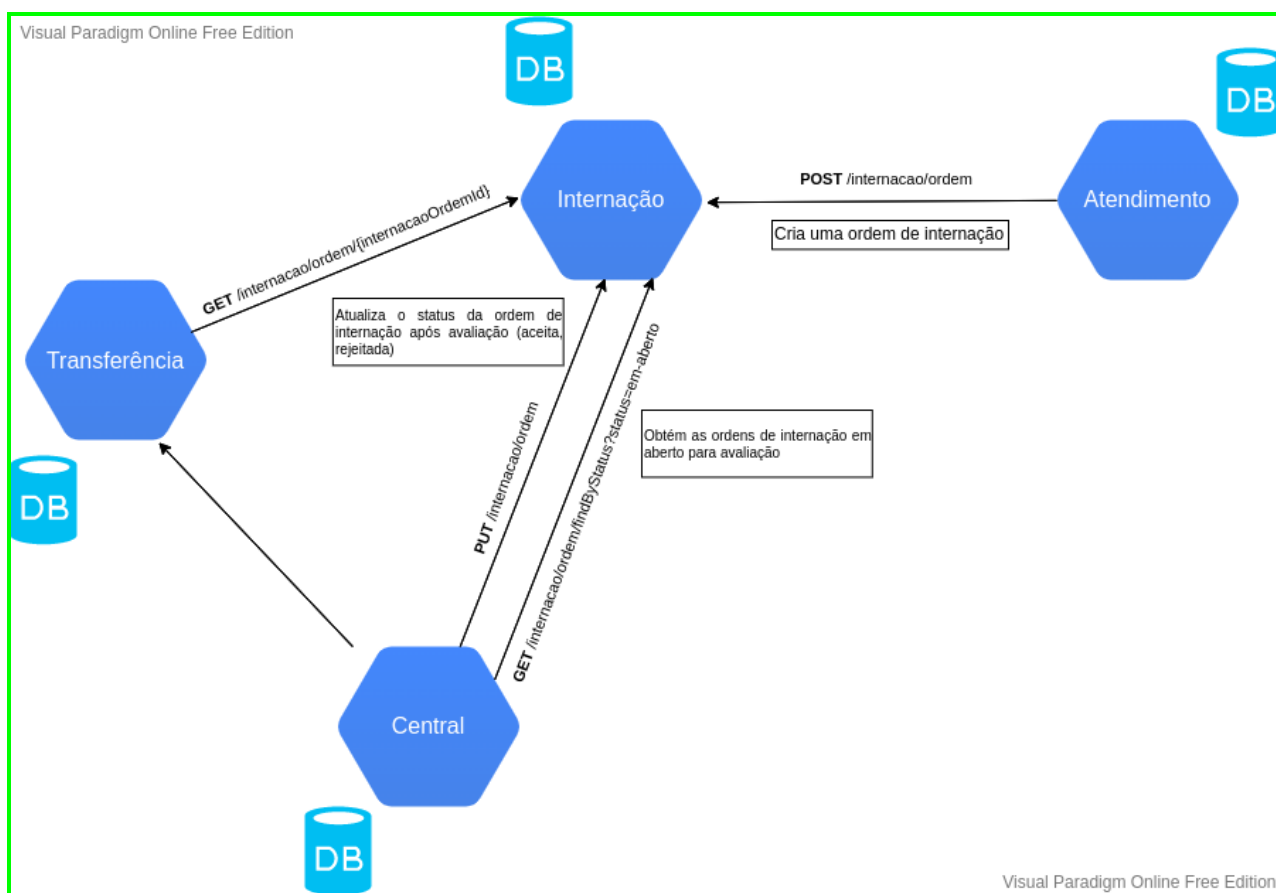 Visual Paradigm Online Free Edition
DB
DB
Internação
POST /internacao/ordem
Atendimento
Cria uma ordem de internação
GET /internacao/ordem/{internacaoOrdemId}
Atualiza o status da ordem de
internação após avaliação (aceita,
rejeitada)
Transferência
PUT /internacao/ordem
GET /internacao/ordem/findByStatus?status=em-aberto
Obtém as ordens de internação em
aberto para avaliação
DB
Central
DB
Visual Paradigm Online Free Edition